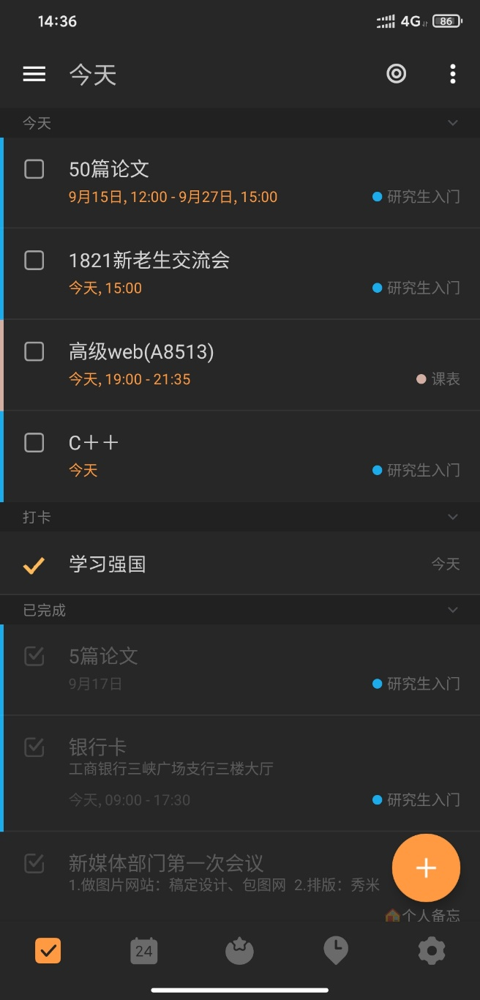 14:36
4G
86
今天
今天
50篇论文
9月15日, 12:00 - 9月27日, 15:00
研究生入门
1821新老生交流会
今天, 15:00
研究生入门
高级web(A8513)
今天, 19:00 - 21:35
课表
C＋＋
今天
研究生入门
打卡
学习强国
今天
已完成
5篇论文
9月17日
研究生入门
银行卡
工商银行三峡广场支行三楼大厅
今天, 09:00 - 17:30
研究生入门
新媒体部门第一次会议
1.做图片网站：稿定设计、包图网 2.排版：秀米
个人备忘
24